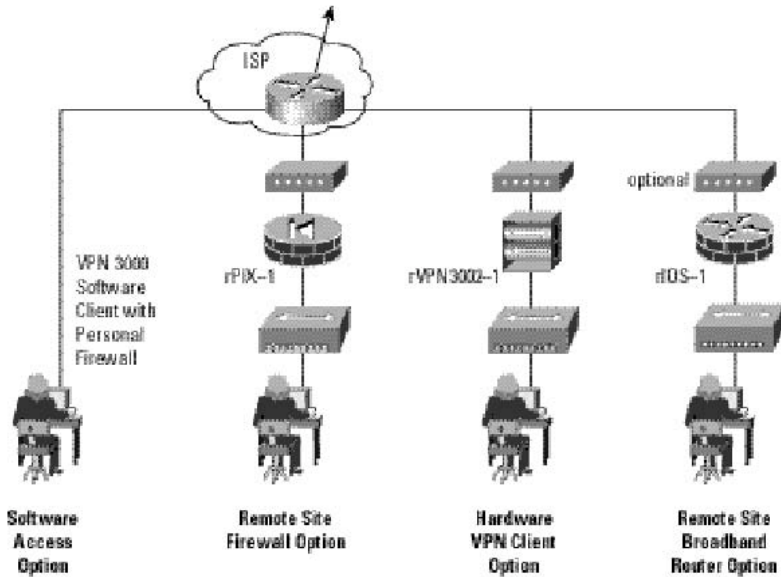 ISP
optional
VPN 3000
Software
Client with
Personal
Firewall
rPIX-1
rVPN3002-1
rIOS-1
Software
Access
Option
Remote Site
Firewall Option
Hardware
VPN Client
Option
Remote Site
Broadband
Router Option